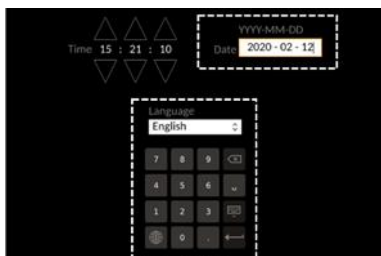 YYYY-MM-DD
Time 15 : 21 : 10
Date 2020 - 02 - 12
Language
English
7 8 9
4 5 6
1 2 3
0 .